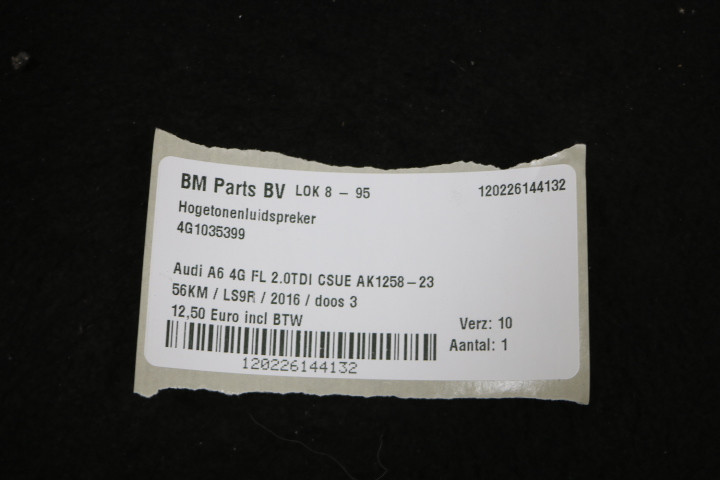 BM Parts BV LOK 8 - 95 120226144132
Hogetonenluidspreker
4G1035399
Audi A6 4G FL 2.0TDI CSUE AK1258-23
56KM / LS9R / 2016 / doos 3
12,50 Euro incl BTW Verz: 10
Aantal: 1
120226144132